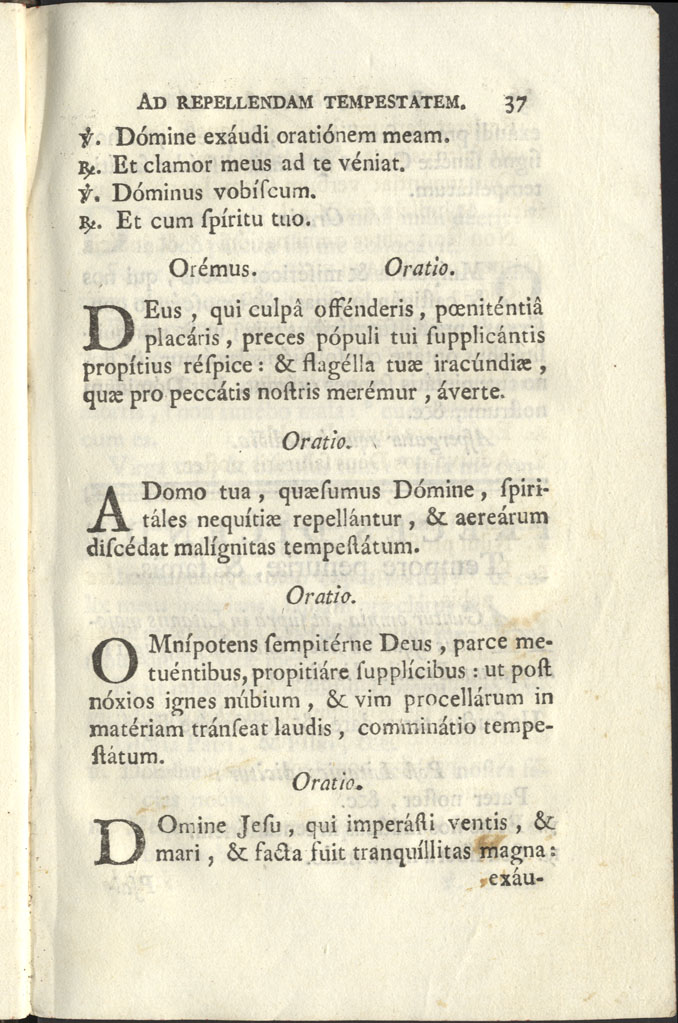 AD REPELLENDAM TEMPESTATEM. 37
℣. Dómine exáudi oratiónem meam.
℟. Et clamor meus ad te véniat.
℣. Dóminus vobíſcum.
℟. Et cum ſpíritu tuo.
Orémus. Oratio.
DEus , qui culpâ offénderis , pœniténtiâ
placáris , preces pópuli tui ſupplicántis
propítius réſpice : & flagélla tuæ iracúndiæ ,
quæ pro peccátis noſtris merémur , áverte.
Oratio.
A Domo tua , quæſumus Dómine , ſpiri-
táles nequítiæ repellántur , & aereárum
diſcédat malígnitas tempeſtátum.
Oratio.
OMnípotens ſempitérne Deus , parce me-
tuéntibus, propitiáre ſupplícibus : ut poſt
nóxios ignes núbium , & vim procellárum in
matériam tránſeat laudis , comminátio tempe-
ſtátum.
Oratio.
DOmine Jeſu , qui imperáſti ventis , &
mari , & facta fuit tranquíllitas magna :
exáu-